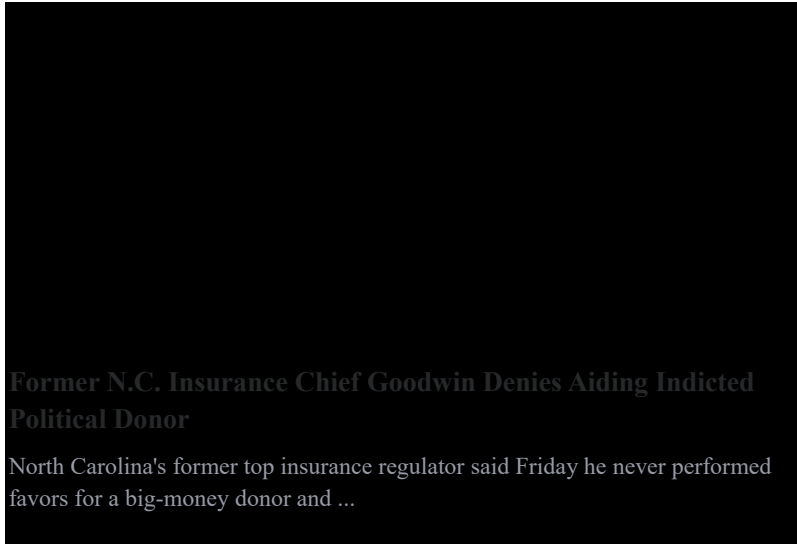 Former N.C. Insurance Chief Goodwin Denies Aiding Indicted
Political Donor
North Carolina's former top insurance regulator said Friday he never performed
favors for a big-money donor and ...